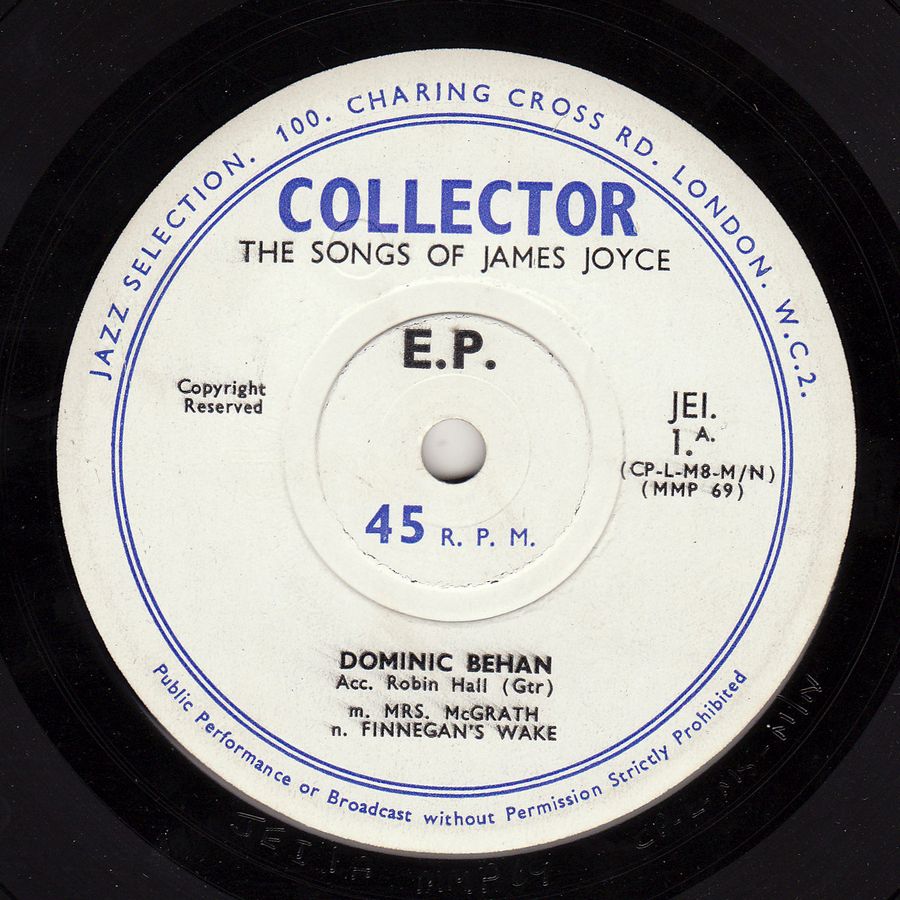 JAZZ SELECTION. 100. CHARING CROSS RD. LONDON. W.C.2.
COLLECTOR
THE SONGS OF JAMES JOYCE
E.P.
Copyright
Reserved
JEI.
1.A.
(CP-L-M8-M/N)
(MMP 69)
45 R. P. M.
DOMINIC BEHAN
Acc. Robin Hall (Gtr)
m. MRS. McGRATH
n. FINNEGAN'S WAKE
Public Performance or Broadcast without Permission Strictly Prohibited